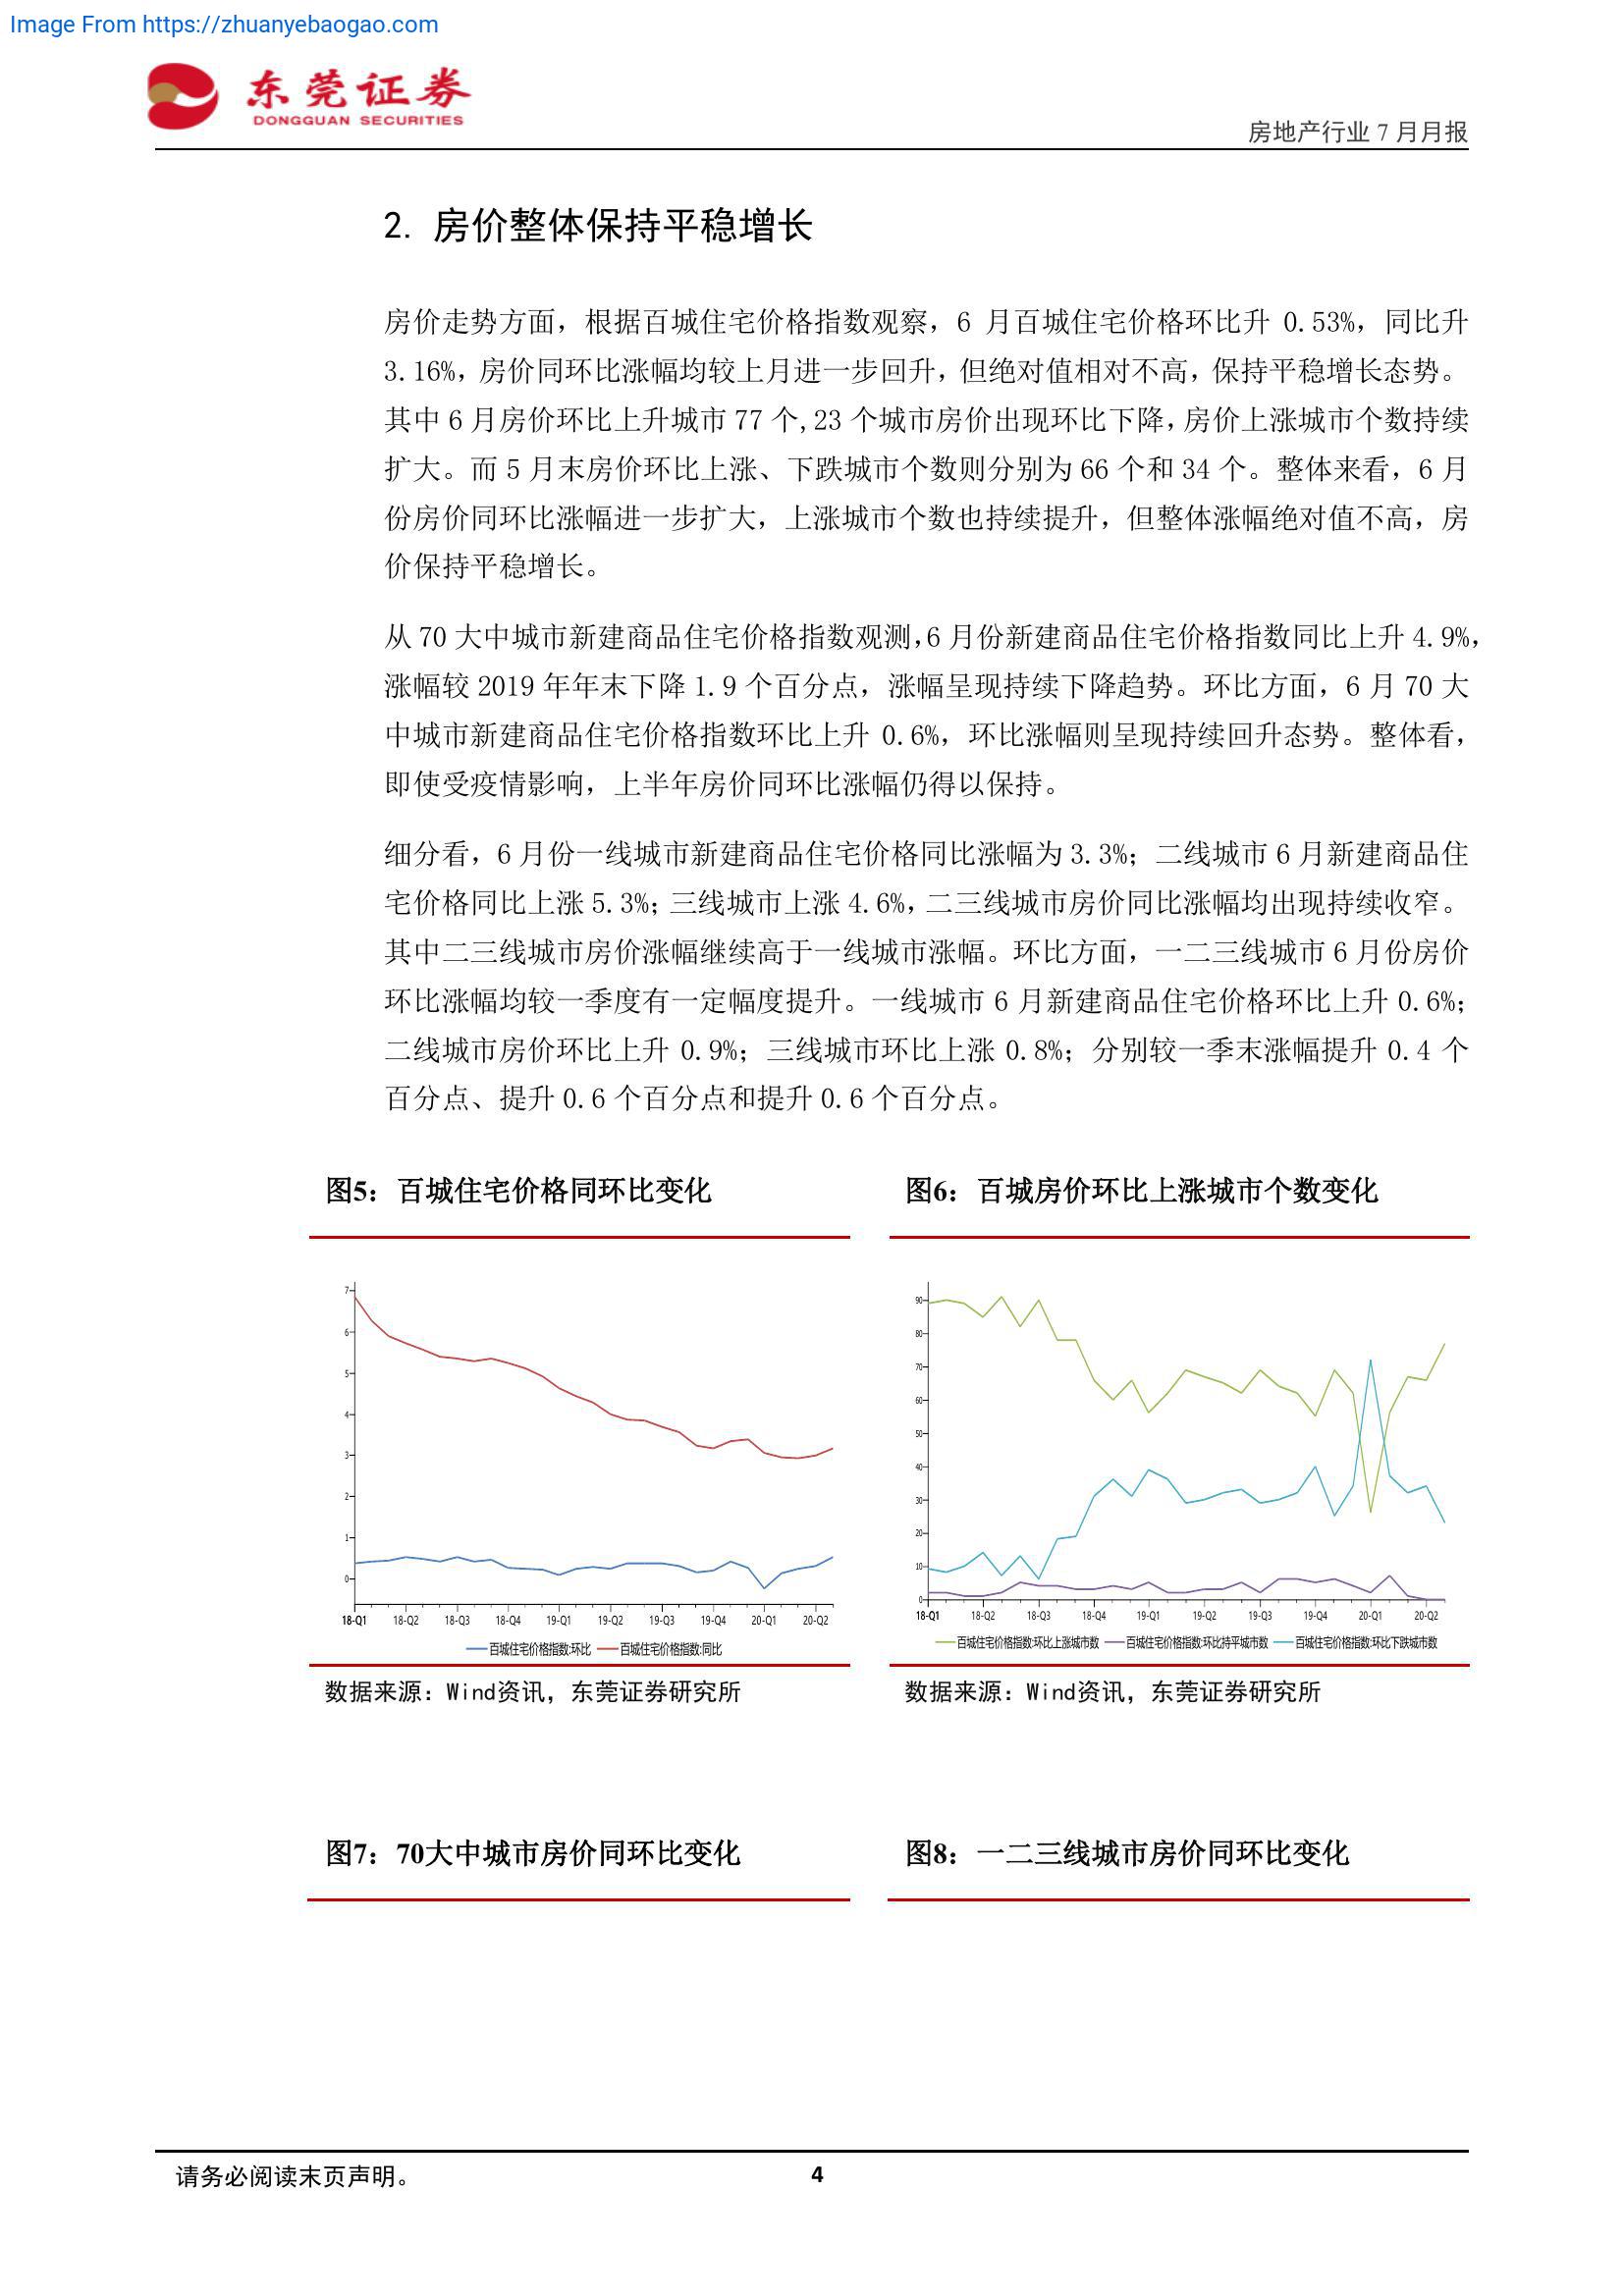 Image From https://zhuanyebaogao.com
东莞证券
DONGGUAN SECURITIES
房地产行业 7 月月报
2. 房价整体保持平稳增长
房价走势方面，根据百城住宅价格指数观察，6 月百城住宅价格环比升 0.53%，同比升
3.16%，房价同环比涨幅均较上月进一步回升，但绝对值相对不高，保持平稳增长态势。
其中 6 月房价环比上升城市 77 个,23 个城市房价出现环比下降，房价上涨城市个数持续
扩大。而 5 月末房价环比上涨、下跌城市个数则分别为 66 个和 34 个。整体来看，6 月
份房价同环比涨幅进一步扩大，上涨城市个数也持续提升，但整体涨幅绝对值不高，房
价保持平稳增长。
从 70 大中城市新建商品住宅价格指数观测，6 月份新建商品住宅价格指数同比上升 4.9%，
涨幅较 2019 年年末下降 1.9 个百分点，涨幅呈现持续下降趋势。环比方面，6 月 70 大
中城市新建商品住宅价格指数环比上升 0.6%，环比涨幅则呈现持续回升态势。整体看，
即使受疫情影响，上半年房价同环比涨幅仍得以保持。
细分看，6 月份一线城市新建商品住宅价格同比涨幅为 3.3%；二线城市 6 月新建商品住
宅价格同比上涨 5.3%；三线城市上涨 4.6%，二三线城市房价同比涨幅均出现持续收窄。
其中二三线城市房价涨幅继续高于一线城市涨幅。环比方面，一二三线城市 6 月份房价
环比涨幅均较一季度有一定幅度提升。一线城市 6 月新建商品住宅价格环比上升 0.6%；
二线城市房价环比上升 0.9%；三线城市环比上涨 0.8%；分别较一季末涨幅提升 0.4 个
百分点、提升 0.6 个百分点和提升 0.6 个百分点。
图5：百城住宅价格同环比变化
7
6
5
4
3
2
1
0
18-Q1 18-Q2 18-Q3 18-Q4 19-Q1 19-Q2 19-Q3 19-Q4 20-Q1 20-Q2
百城住宅价格指数:环比 百城住宅价格指数:同比
数据来源：Wind资讯，东莞证券研究所
图6：百城房价环比上涨城市个数变化
90
80
70
60
50
40
30
20
10
0
18-Q1 18-Q2 18-Q3 18-Q4 19-Q1 19-Q2 19-Q3 19-Q4 20-Q1 20-Q2
百城住宅价格指数:环比上涨城市数 百城住宅价格指数:环比持平城市数 百城住宅价格指数:环比下跌城市数
数据来源：Wind资讯，东莞证券研究所
图7：70大中城市房价同环比变化
图8：一二三线城市房价同环比变化
请务必阅读末页声明。
4